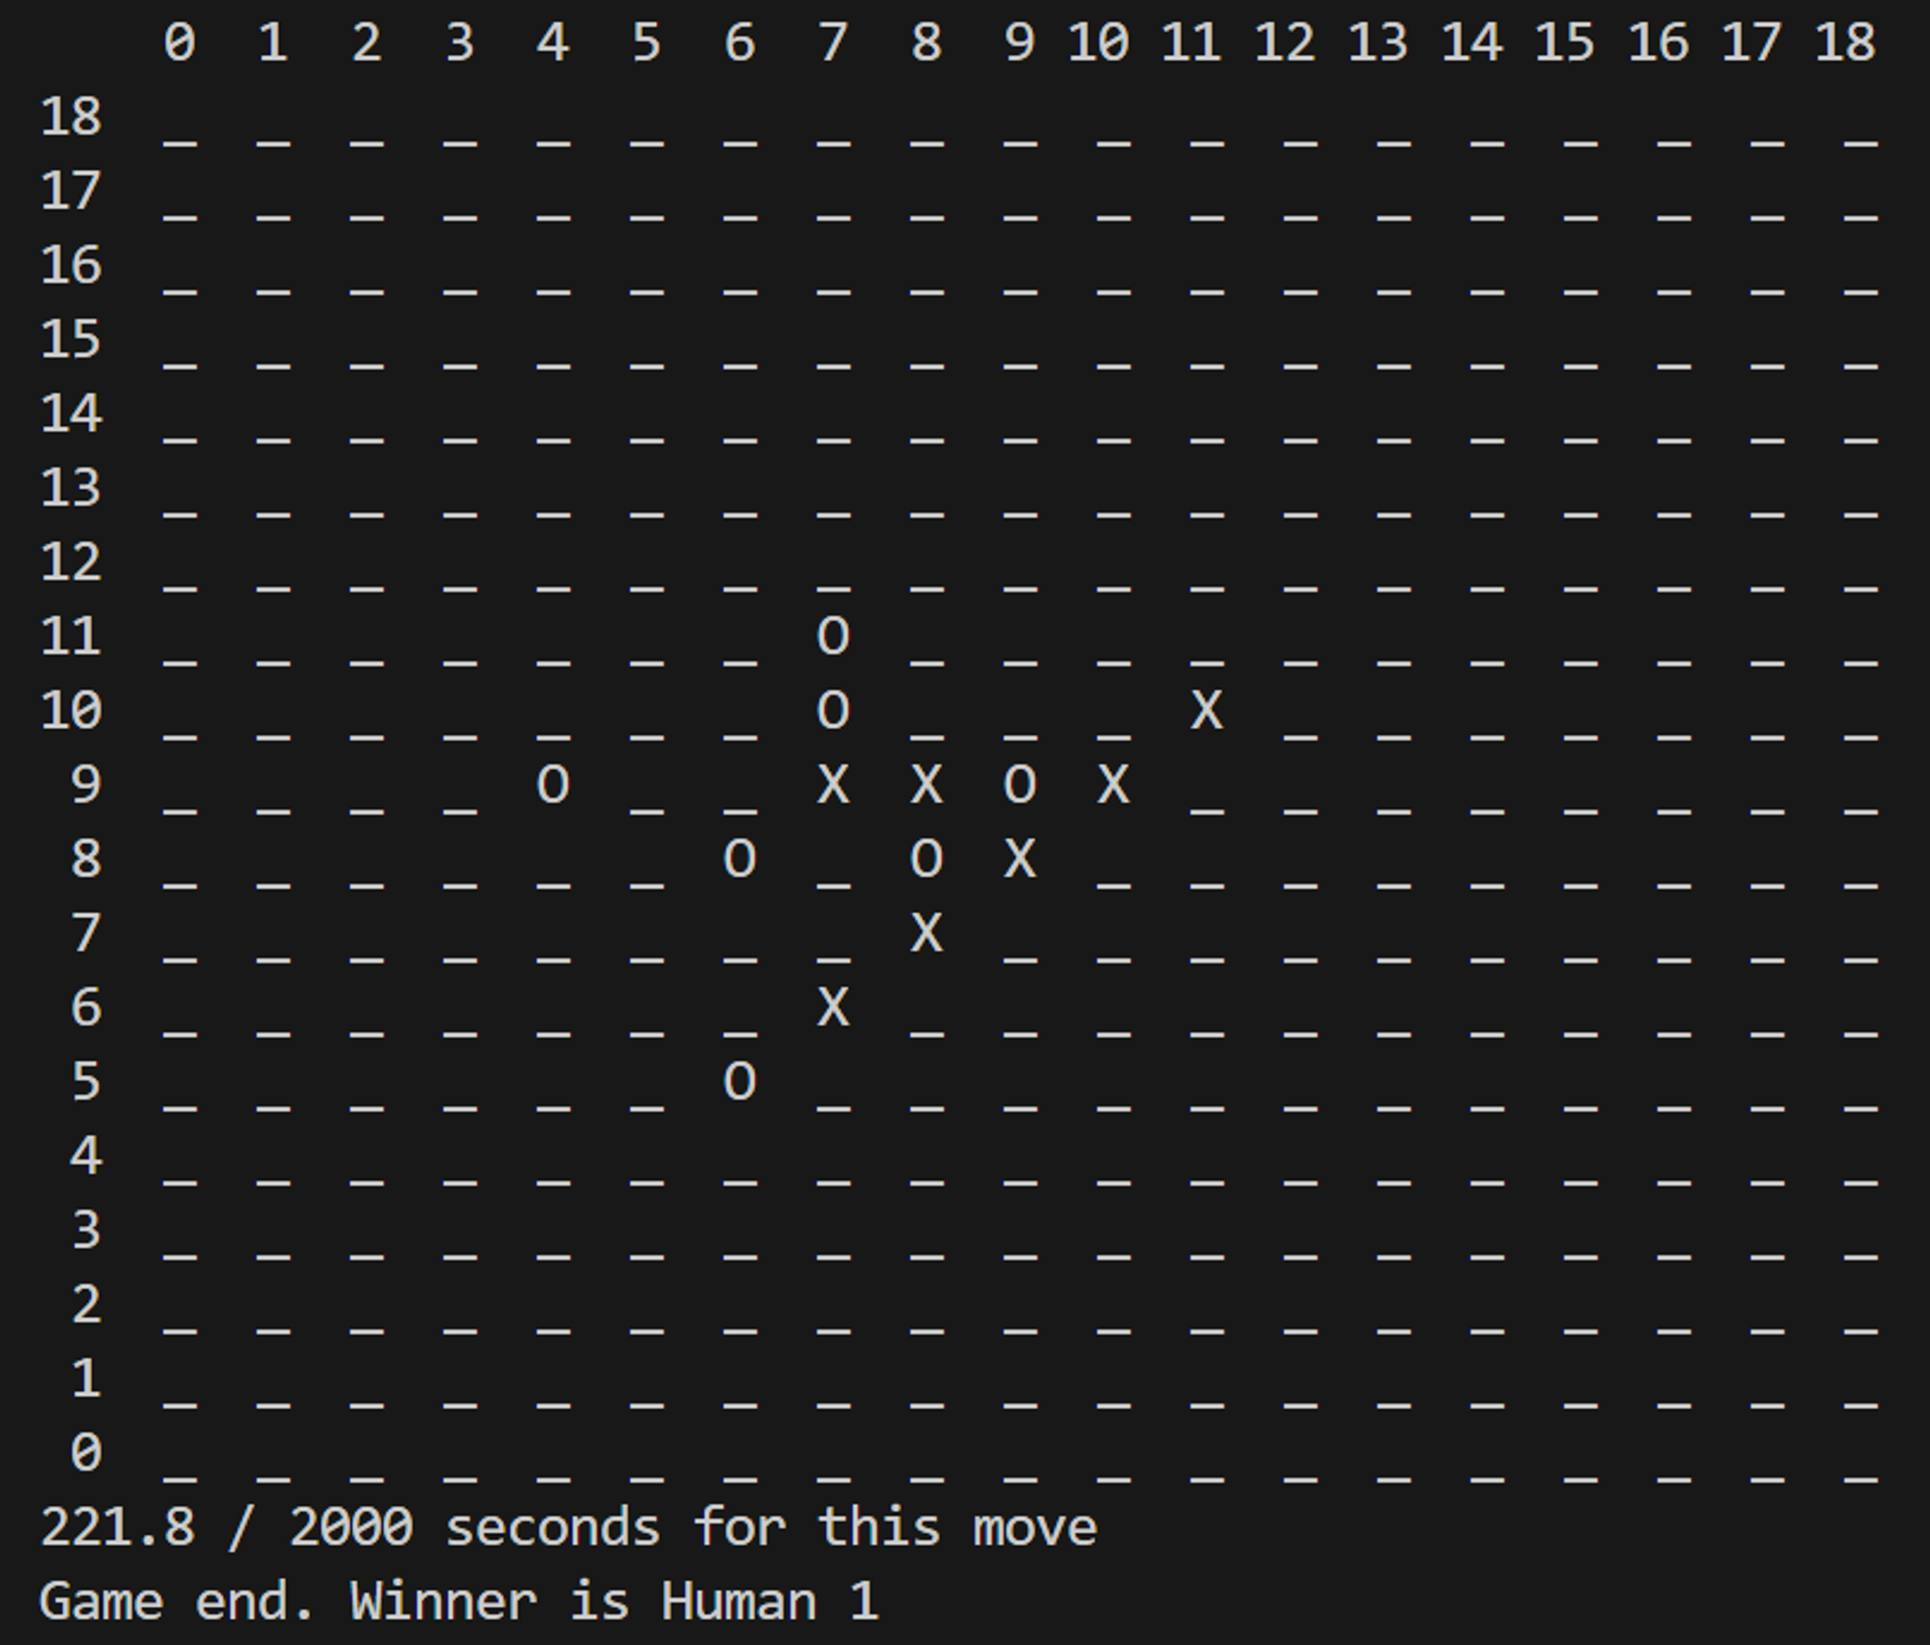 0 1 2 3 4 5 6 7 8 9 10 11 12 13 14 15 16 17 18
18 _ _ _ _ _ _ _ _ _ _ _ _ _ _ _ _ _ _ _
17 _ _ _ _ _ _ _ _ _ _ _ _ _ _ _ _ _ _ _
16 _ _ _ _ _ _ _ _ _ _ _ _ _ _ _ _ _ _ _
15 _ _ _ _ _ _ _ _ _ _ _ _ _ _ _ _ _ _ _
14 _ _ _ _ _ _ _ _ _ _ _ _ _ _ _ _ _ _ _
13 _ _ _ _ _ _ _ _ _ _ _ _ _ _ _ _ _ _ _
12 _ _ _ _ _ _ _ _ _ _ _ _ _ _ _ _ _ _ _
11 _ _ _ _ _ _ _ O _ _ _ _ _ _ _ _ _ _ _
10 _ _ _ _ _ _ _ O _ _ _ X _ _ _ _ _ _ _
9 _ _ _ _ O _ _ X X O X _ _ _ _ _ _ _ _
8 _ _ _ _ _ _ O _ O X _ _ _ _ _ _ _ _ _
7 _ _ _ _ _ _ _ _ X _ _ _ _ _ _ _ _ _ _
6 _ _ _ _ _ _ _ X _ _ _ _ _ _ _ _ _ _ _
5 _ _ _ _ _ _ O _ _ _ _ _ _ _ _ _ _ _ _
4 _ _ _ _ _ _ _ _ _ _ _ _ _ _ _ _ _ _ _
3 _ _ _ _ _ _ _ _ _ _ _ _ _ _ _ _ _ _ _
2 _ _ _ _ _ _ _ _ _ _ _ _ _ _ _ _ _ _ _
1 _ _ _ _ _ _ _ _ _ _ _ _ _ _ _ _ _ _ _
0 _ _ _ _ _ _ _ _ _ _ _ _ _ _ _ _ _ _ _
221.8 / 2000 seconds for this move
Game end. Winner is Human 1